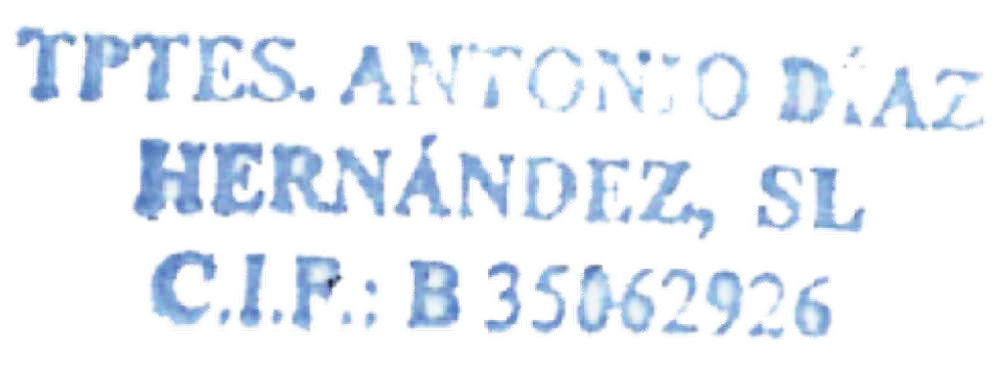 TPTES. ANTONIO DÍAZ
HERNÁNDEZ, SL
C.I.F.: B 35062926